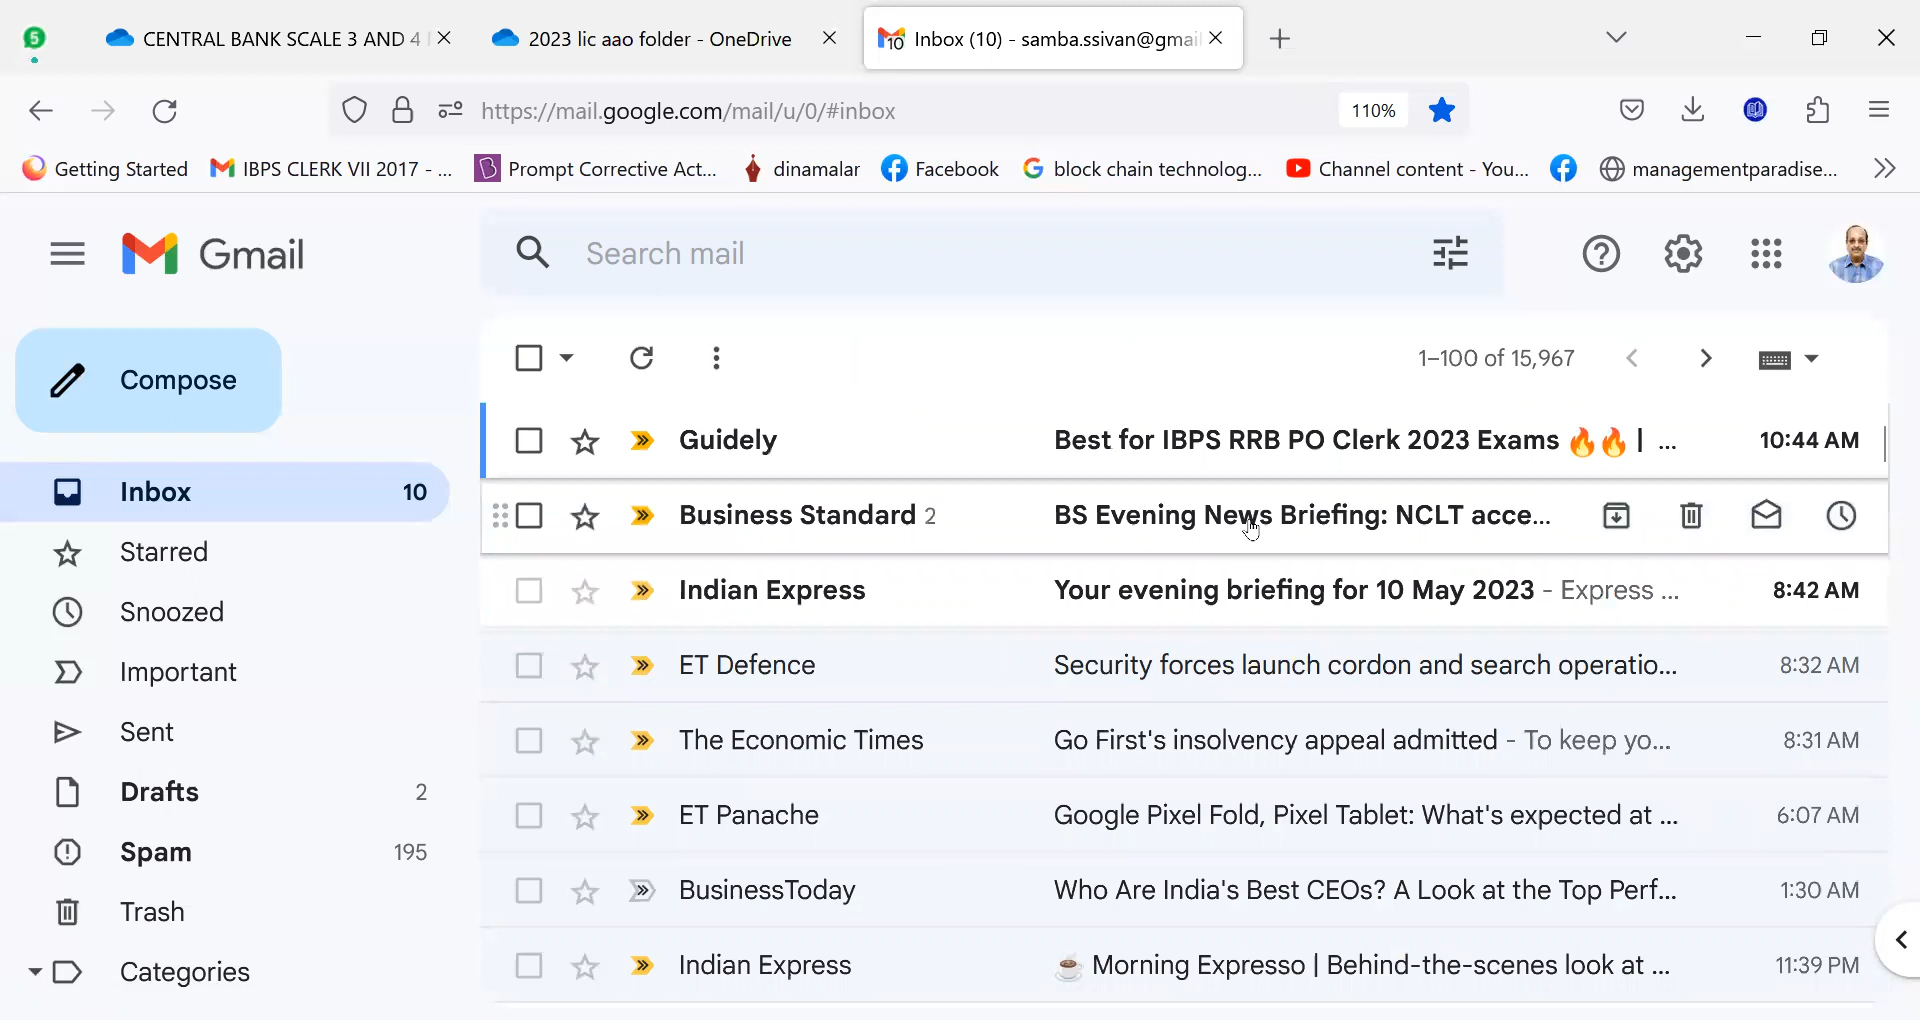 5
CENTRAL BANK SCALE 3 AND 4
2023 lic aao folder - OneDrive
10
Inbox (10) - samba.ssivan@gmai
https://mail.google.com/mail/u/0/#inbox
110%
Getting Started
IBPS CLERK VII 2017 - ...
Prompt Corrective Act...
dinamalar
Facebook
block chain technolog...
Channel content - You...
managementparadise...
Gmail
Search mail
Compose
1–100 of 15,967
Inbox 10
Starred
Snoozed
Important
Sent
Drafts 2
Spam 195
Trash
Categories
Guidely Best for IBPS RRB PO Clerk 2023 Exams 🔥🔥 | ... 10:44 AM
Business Standard 2 BS Evening News Briefing: NCLT acce...
Indian Express Your evening briefing for 10 May 2023 - Express ... 8:42 AM
ET Defence Security forces launch cordon and search operatio... 8:32 AM
The Economic Times Go First's insolvency appeal admitted - To keep yo... 8:31 AM
ET Panache Google Pixel Fold, Pixel Tablet: What's expected at ... 6:07 AM
BusinessToday Who Are India's Best CEOs? A Look at the Top Perf... 1:30 AM
Indian Express ☕ Morning Expresso | Behind-the-scenes look at ... 11:39 PM